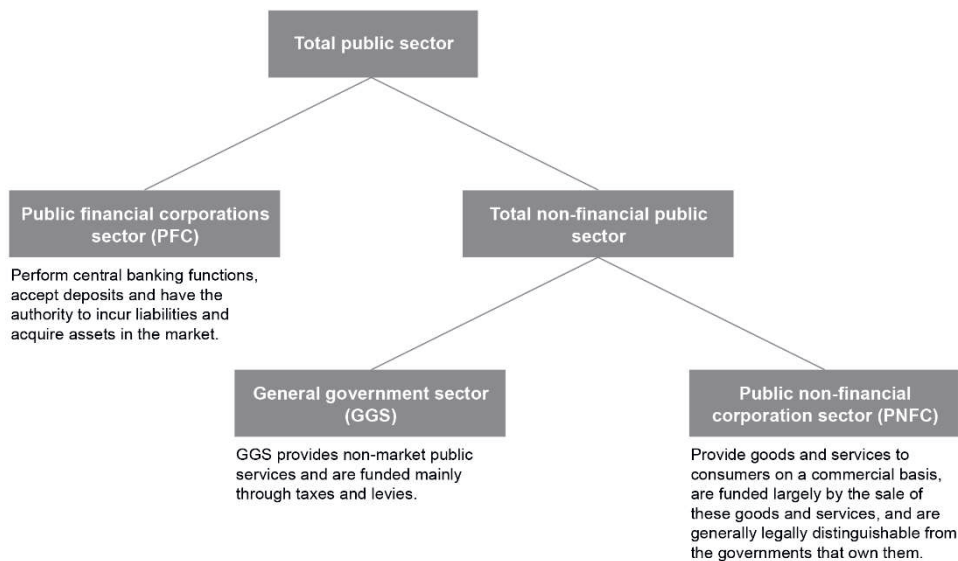 Total public sector
Public financial corporations
sector (PFC)
Perform central banking functions,
accept deposits and have the
authority to incur liabilities and
acquire assets in the market.
Total non-financial public
sector
General government sector
(GGS)
GGS provides non-market public
services and are funded mainly
through taxes and levies.
Public non-financial
corporation sector (PNFC)
Provide goods and services to
consumers on a commercial basis,
are funded largely by the sale of
these goods and services, and are
generally legally distinguishable from
the governments that own them.